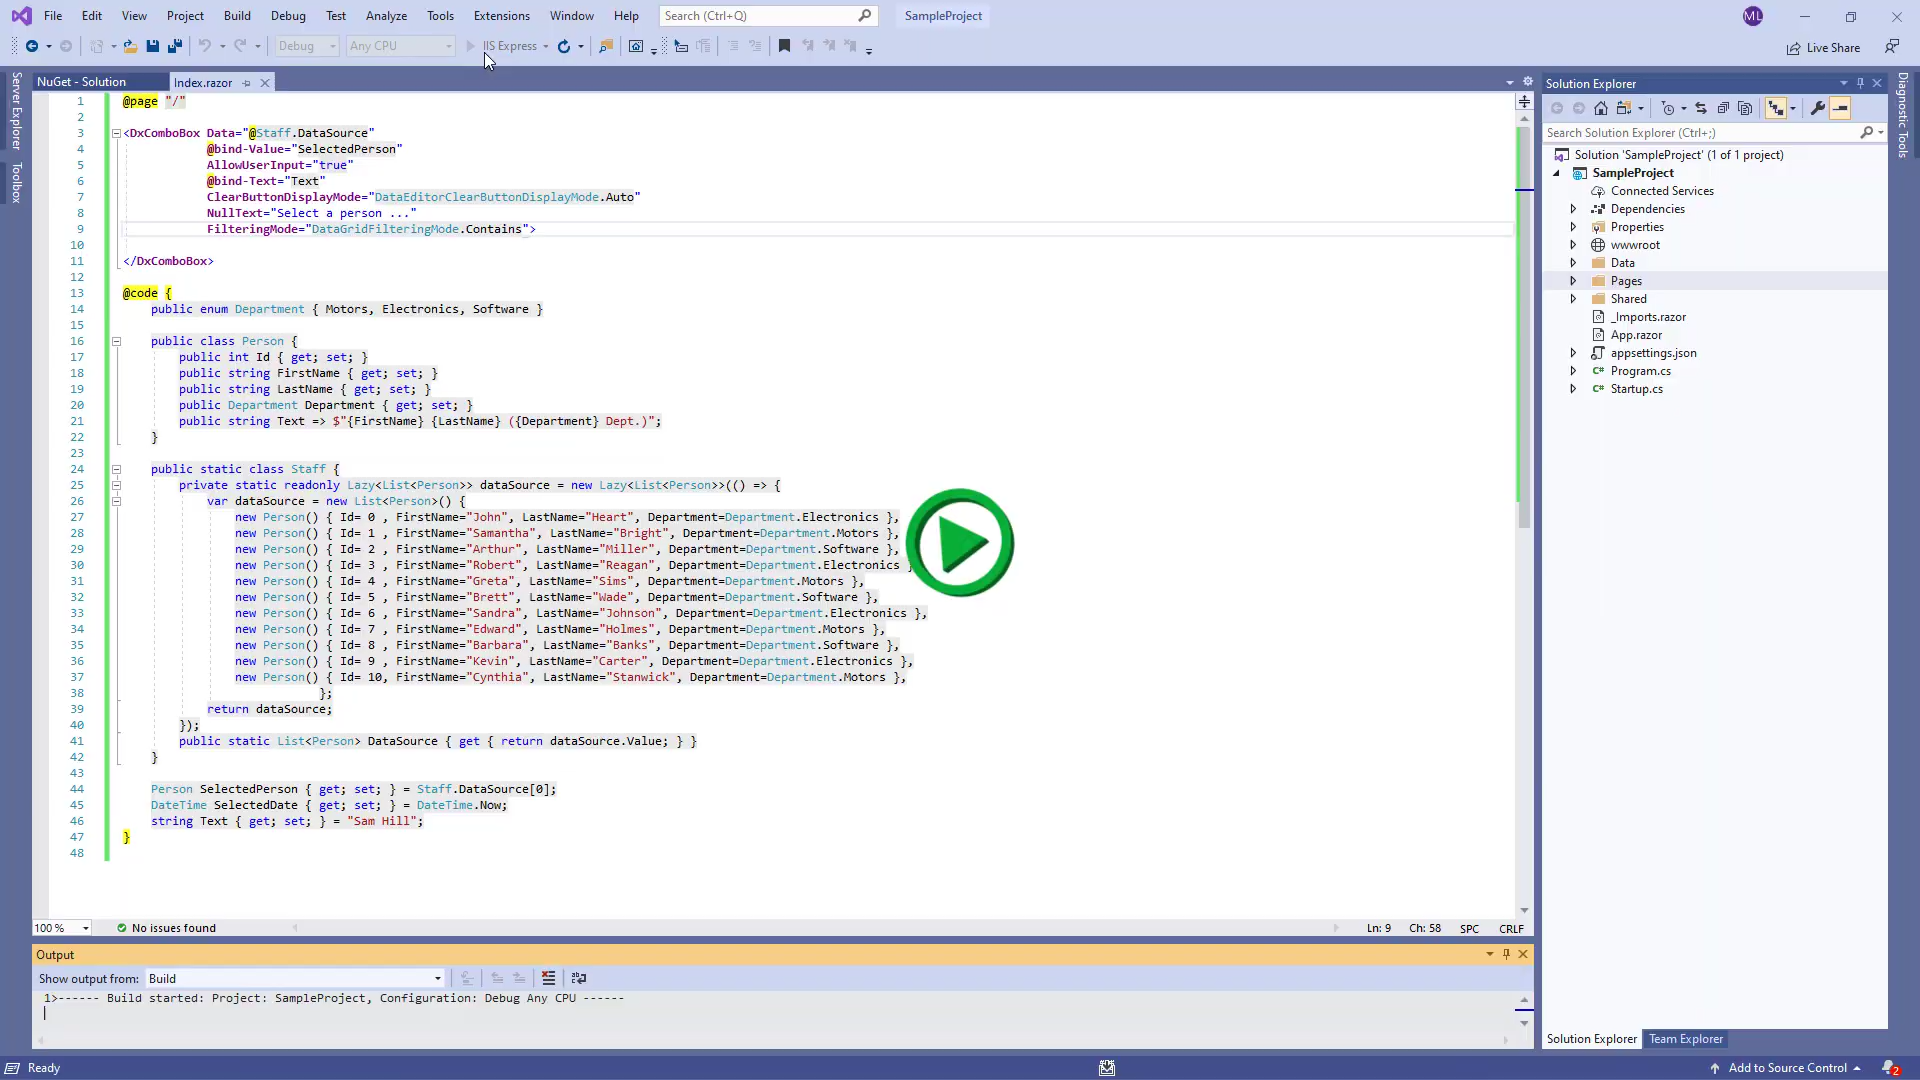 File Edit View Project Build Debug Test Analyze Tools Extensions Window Help Search (Ctrl+Q) SampleProject ML
Debug Any CPU IIS Express Live Share
NuGet - Solution Index.razor
Server Explorer
Toolbox
1 @page "/"
2
3 <DxComboBox Data="@Staff.DataSource"
4 @bind-Value="SelectedPerson"
5 AllowUserInput="true"
6 @bind-Text="Text"
7 ClearButtonDisplayMode="DataEditorClearButtonDisplayMode.Auto"
8 NullText="Select a person ..."
9 FilteringMode="DataGridFilteringMode.Contains">
10
11 </DxComboBox>
12
13 @code {
14 public enum Department { Motors, Electronics, Software }
15
16 public class Person {
17 public int Id { get; set; }
18 public string FirstName { get; set; }
19 public string LastName { get; set; }
20 public Department Department { get; set; }
21 public string Text => $"{FirstName} {LastName} ({Department} Dept.)";
22 }
23
24 public static class Staff {
25 private static readonly Lazy<List<Person>> dataSource = new Lazy<List<Person>>(() => {
26 var dataSource = new List<Person>() {
27 new Person() { Id= 0 , FirstName="John", LastName="Heart", Department=Department.Electronics },
28 new Person() { Id= 1 , FirstName="Samantha", LastName="Bright", Department=Department.Motors },
29 new Person() { Id= 2 , FirstName="Arthur", LastName="Miller", Department=Department.Software },
30 new Person() { Id= 3 , FirstName="Robert", LastName="Reagan", Department=Department.Electronics }
31 new Person() { Id= 4 , FirstName="Greta", LastName="Sims", Department=Department.Motors },
32 new Person() { Id= 5 , FirstName="Brett", LastName="Wade", Department=Department.Software },
33 new Person() { Id= 6 , FirstName="Sandra", LastName="Johnson", Department=Department.Electronics },
34 new Person() { Id= 7 , FirstName="Edward", LastName="Holmes", Department=Department.Motors },
35 new Person() { Id= 8 , FirstName="Barbara", LastName="Banks", Department=Department.Software },
36 new Person() { Id= 9 , FirstName="Kevin", LastName="Carter", Department=Department.Electronics },
37 new Person() { Id= 10, FirstName="Cynthia", LastName="Stanwick", Department=Department.Motors },
38 };
39 return dataSource;
40 });
41 public static List<Person> DataSource { get { return dataSource.Value; } }
42 }
43
44 Person SelectedPerson { get; set; } = Staff.DataSource[0];
45 DateTime SelectedDate { get; set; } = DateTime.Now;
46 string Text { get; set; } = "Sam Hill";
47 }
48
100 % No issues found Ln: 9 Ch: 58 SPC CRLF
Output
Show output from: Build
1>------ Build started: Project: SampleProject, Configuration: Debug Any CPU ------
Solution Explorer
Search Solution Explorer (Ctrl+;)
Solution 'SampleProject' (1 of 1 project)
SampleProject
Connected Services
Dependencies
Properties
wwwroot
Data
Pages
Shared
_Imports.razor
App.razor
appsettings.json
C# Program.cs
C# Startup.cs
Solution Explorer Team Explorer
Diagnostic Tools
Ready Add to Source Control 2